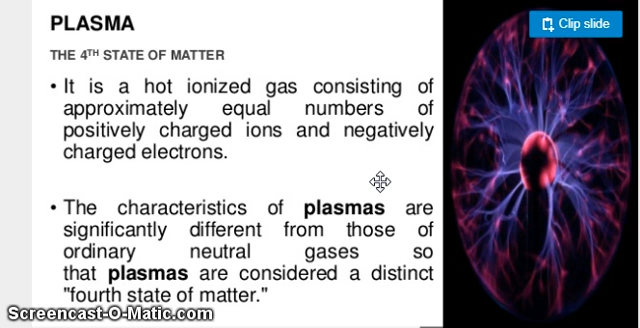 PLASMA
Clip slide
THE 4TH STATE OF MATTER
• It is a hot ionized gas consisting of
approximately equal numbers of
positively charged ions and negatively
charged electrons.
• The characteristics of plasmas are
significantly different from those of
ordinary neutral gases so
that plasmas are considered a distinct
"fourth state of matter."
Screencast-O-Matic.com